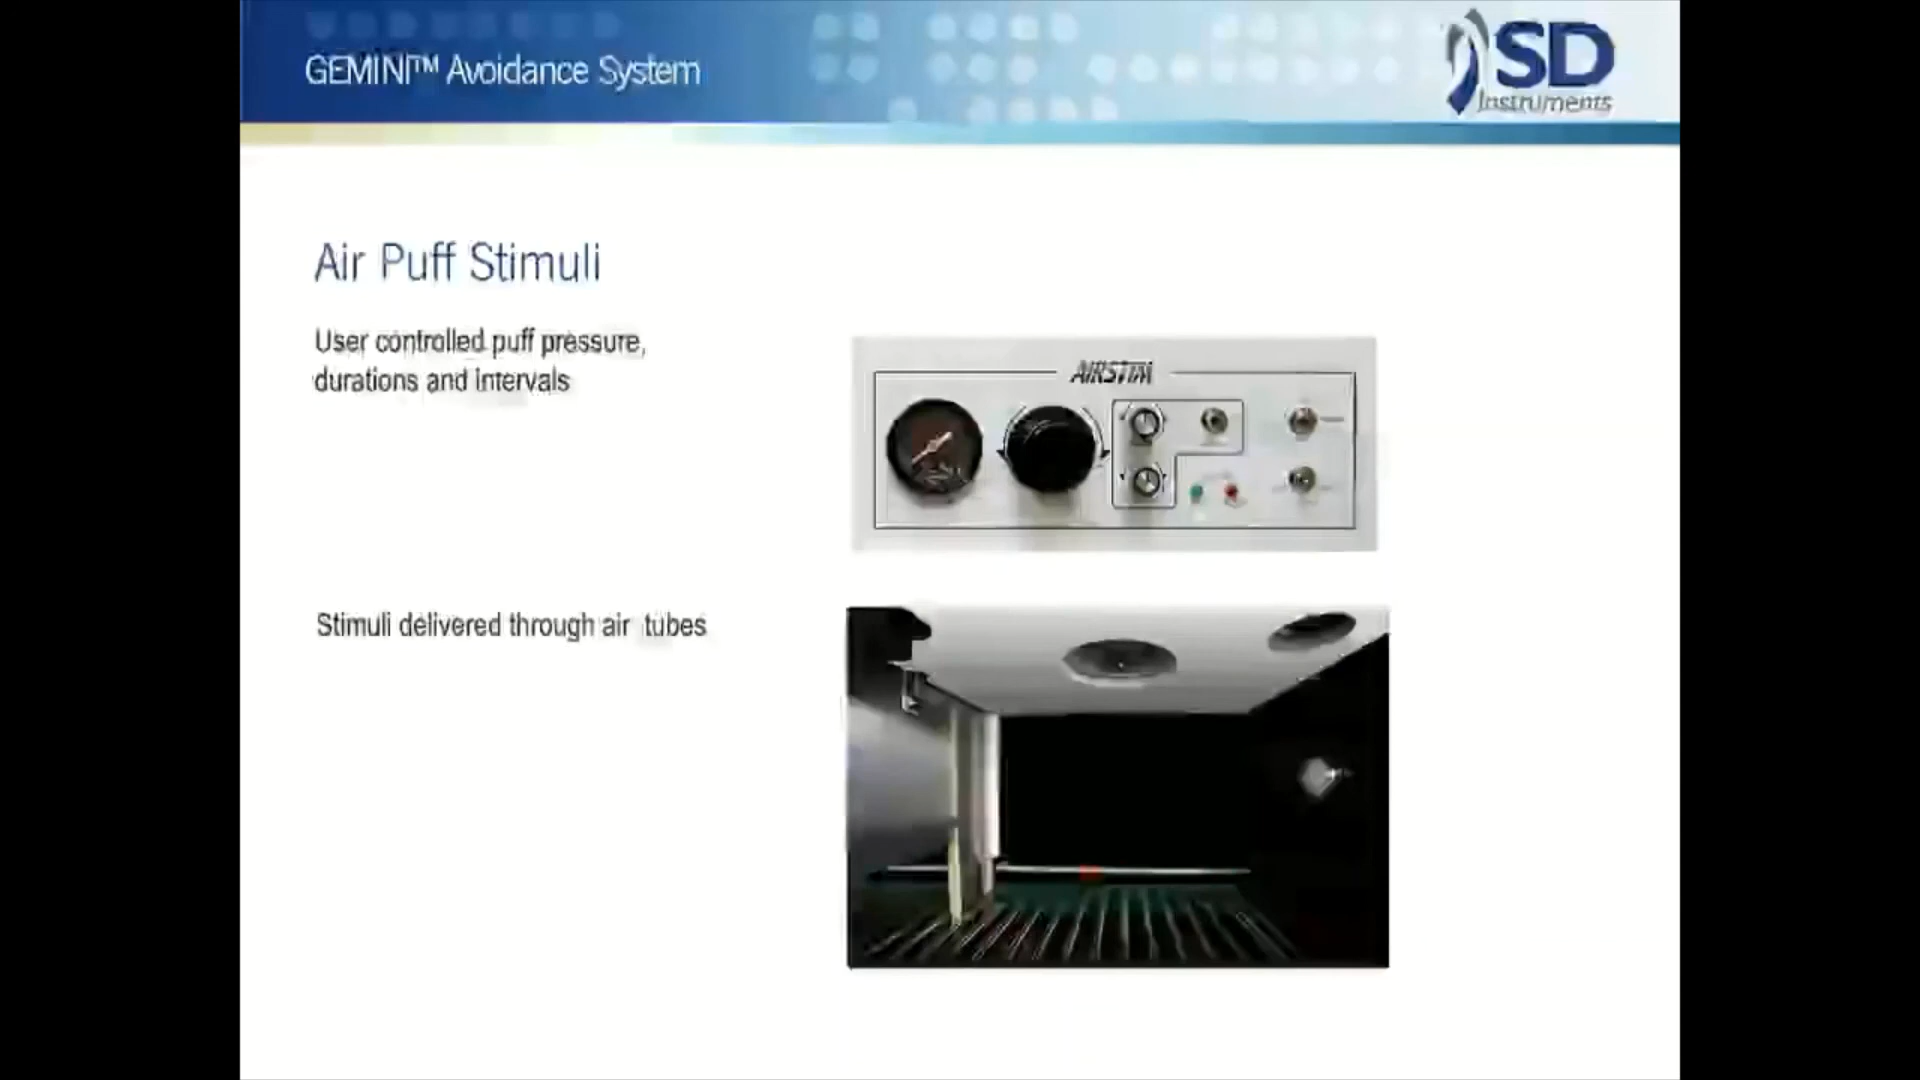 GEMINI™ Avoidance System
SD
Instruments
Air Puff Stimuli
User controlled puff pressure,
durations and intervals
AIRSTIM
Stimuli delivered through air tubes